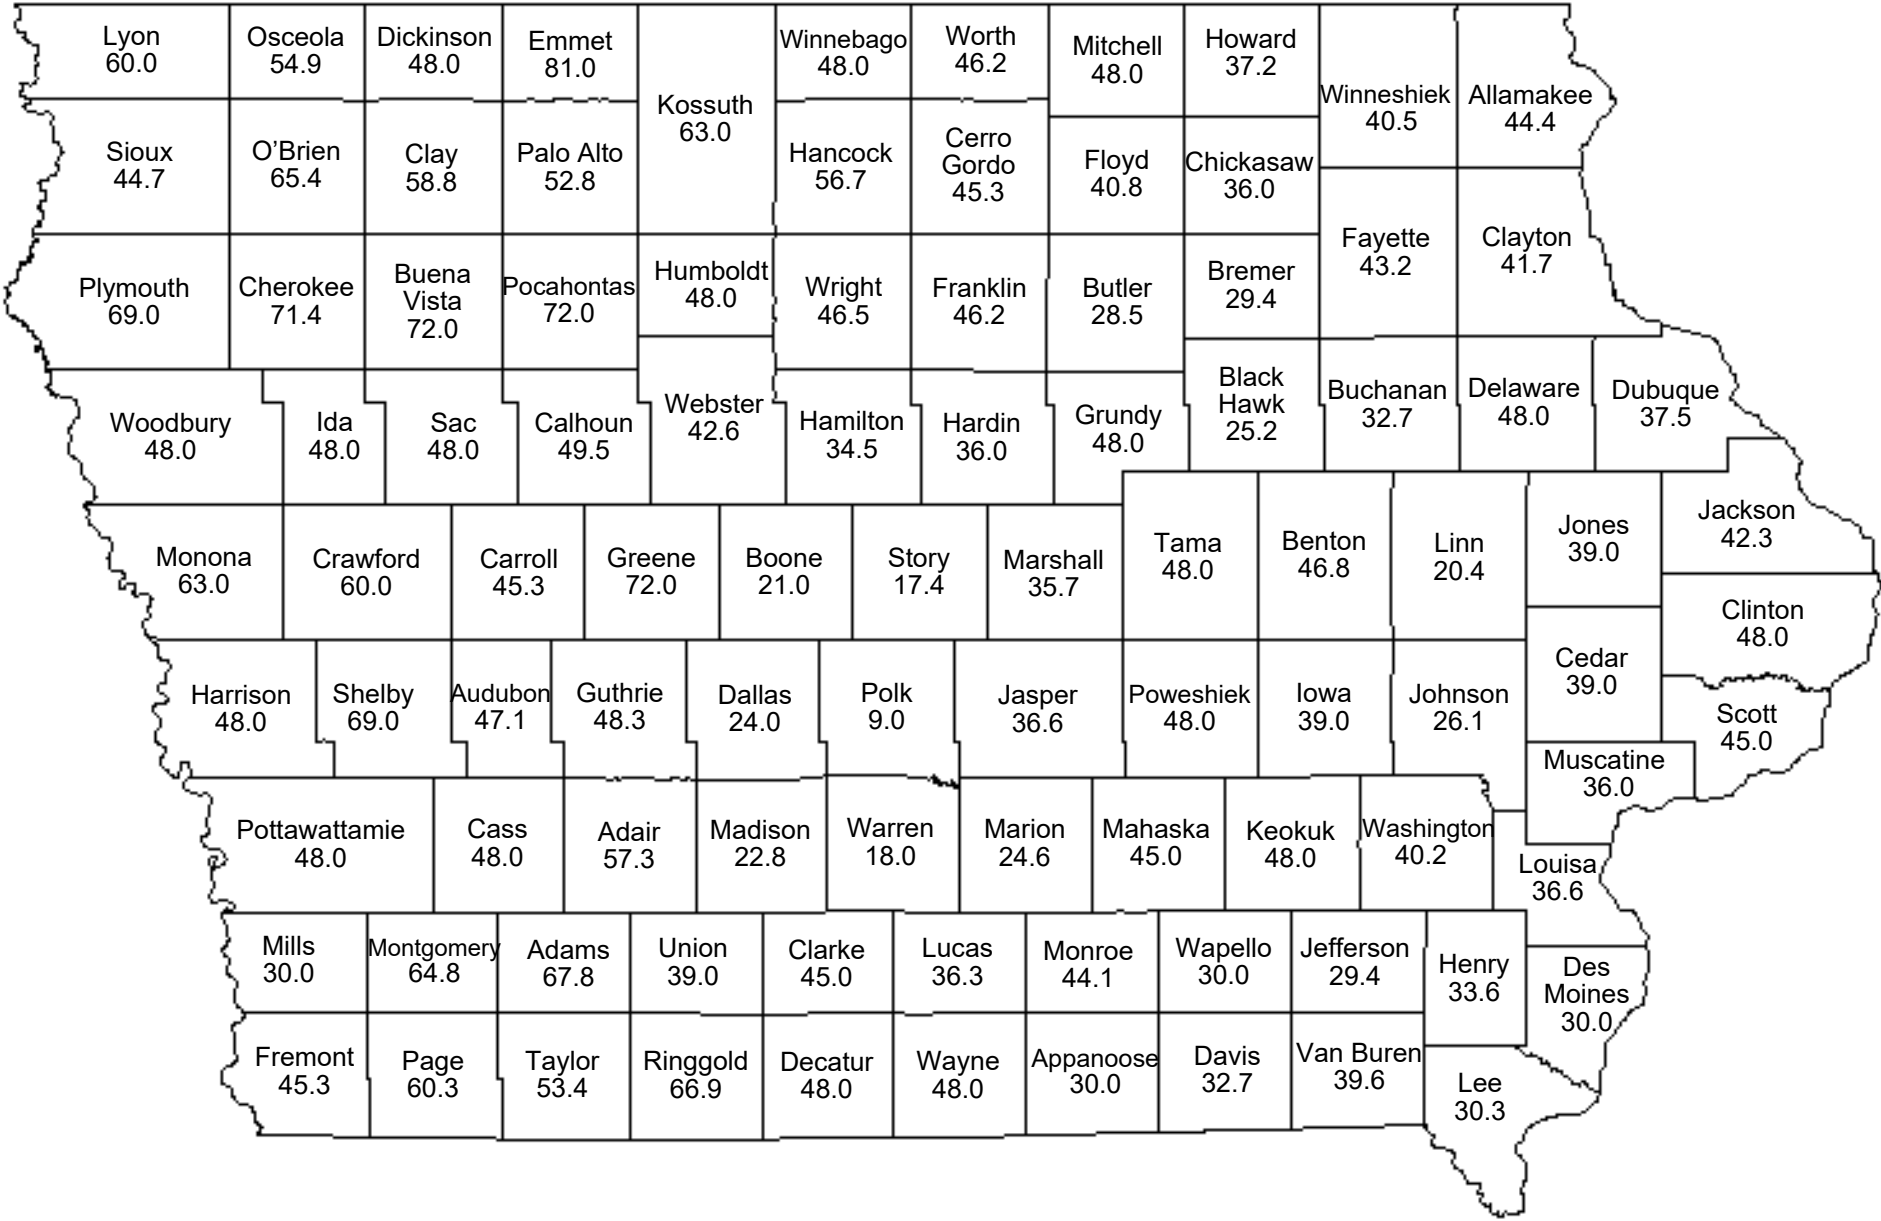 Lyon
60.0
Osceola
54.9
Dickinson
48.0
Emmet
81.0
Kossuth
63.0
Winnebago
48.0
Worth
46.2
Mitchell
48.0
Howard
37.2
Winneshiek
40.5
Allamakee
44.4
Sioux
44.7
O’Brien
65.4
Clay
58.8
Palo Alto
52.8
Hancock
56.7
Cerro
Gordo
45.3
Floyd
40.8
Chickasaw
36.0
Fayette
43.2
Clayton
41.7
Plymouth
69.0
Cherokee
71.4
Buena
Vista
72.0
Pocahontas
72.0
Humboldt
48.0
Wright
46.5
Franklin
46.2
Butler
28.5
Bremer
29.4
Woodbury
48.0
Ida
48.0
Sac
48.0
Calhoun
49.5
Webster
42.6
Hamilton
34.5
Hardin
36.0
Grundy
48.0
Black
Hawk
25.2
Buchanan
32.7
Delaware
48.0
Dubuque
37.5
Monona
63.0
Crawford
60.0
Carroll
45.3
Greene
72.0
Boone
21.0
Story
17.4
Marshall
35.7
Tama
48.0
Benton
46.8
Linn
20.4
Jones
39.0
Jackson
42.3
Clinton
48.0
Harrison
48.0
Shelby
69.0
Audubon
47.1
Guthrie
48.3
Dallas
24.0
Polk
9.0
Jasper
36.6
Poweshiek
48.0
Iowa
39.0
Johnson
26.1
Cedar
39.0
Scott
45.0
Muscatine
36.0
Pottawattamie
48.0
Cass
48.0
Adair
57.3
Madison
22.8
Warren
18.0
Marion
24.6
Mahaska
45.0
Keokuk
48.0
Washington
40.2
Louisa
36.6
Mills
30.0
Montgomery
64.8
Adams
67.8
Union
39.0
Clarke
45.0
Lucas
36.3
Monroe
44.1
Wapello
30.0
Jefferson
29.4
Henry
33.6
Des
Moines
30.0
Fremont
45.3
Page
60.3
Taylor
53.4
Ringgold
66.9
Decatur
48.0
Wayne
48.0
Appanoose
30.0
Davis
32.7
Van Buren
39.6
Lee
30.3